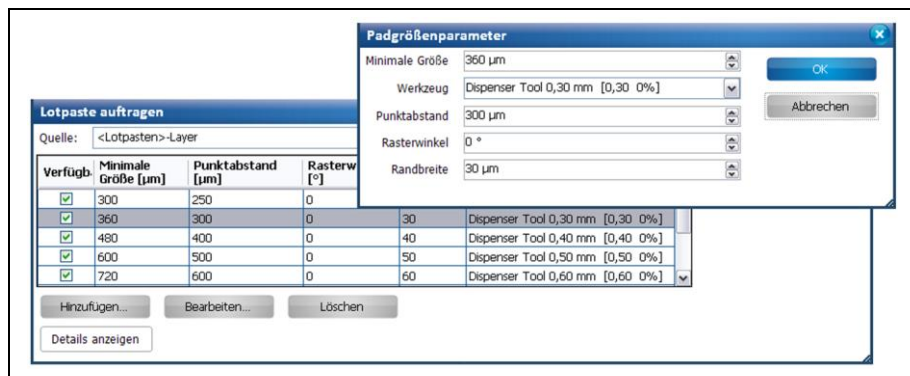 Padgrößenparameter
Minimale Größe 360 µm
OK
Werkzeug Dispenser Tool 0,30 mm [0,30 0%]
Abbrechen
Punktabstand 300 µm
Rasterwinkel 0 °
Randbreite 30 µm
Lotpaste auftragen
Quelle: <Lotpasten>-Layer
Verfügb. Minimale Größe [µm] Punktabstand [µm] Rasterw [°]
300 250 0
360 300 0 30 Dispenser Tool 0,30 mm [0,30 0%]
480 400 0 40 Dispenser Tool 0,40 mm [0,40 0%]
600 500 0 50 Dispenser Tool 0,50 mm [0,50 0%]
720 600 0 60 Dispenser Tool 0,60 mm [0,60 0%]
Hinzufügen... Bearbeiten... Löschen
Details anzeigen